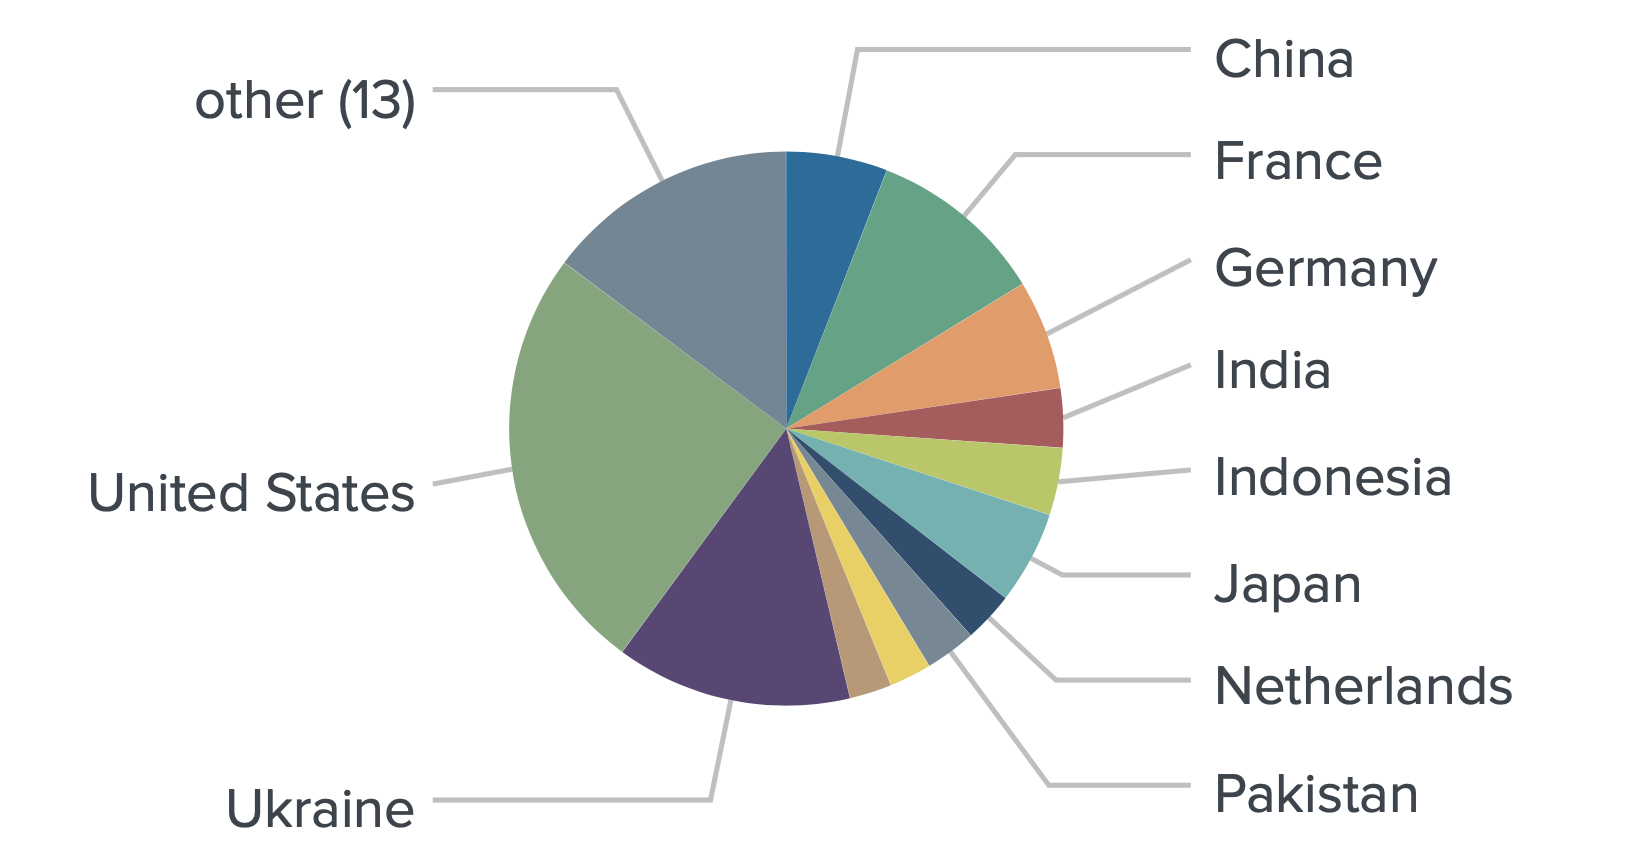 China
other (13)
France
Germany
India
Indonesia
United States
Japan
Netherlands
Pakistan
Ukraine